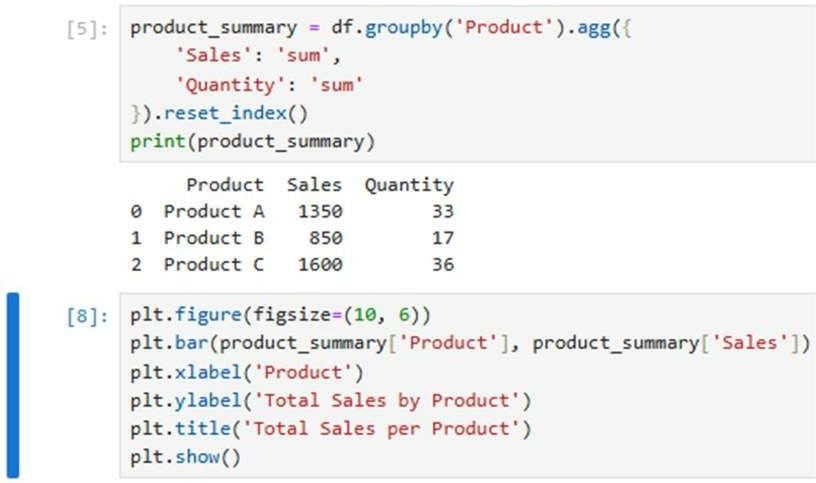 [5]: product_summary = df.groupby('Product').agg({
    'Sales': 'sum',
    'Quantity': 'sum'
}).reset_index()
print(product_summary)
     Product  Sales  Quantity
0  Product A   1350        33
1  Product B    850        17
2  Product C   1600        36
[8]: plt.figure(figsize=(10, 6))
plt.bar(product_summary['Product'], product_summary['Sales'])
plt.xlabel('Product')
plt.ylabel('Total Sales by Product')
plt.title('Total Sales per Product')
plt.show()